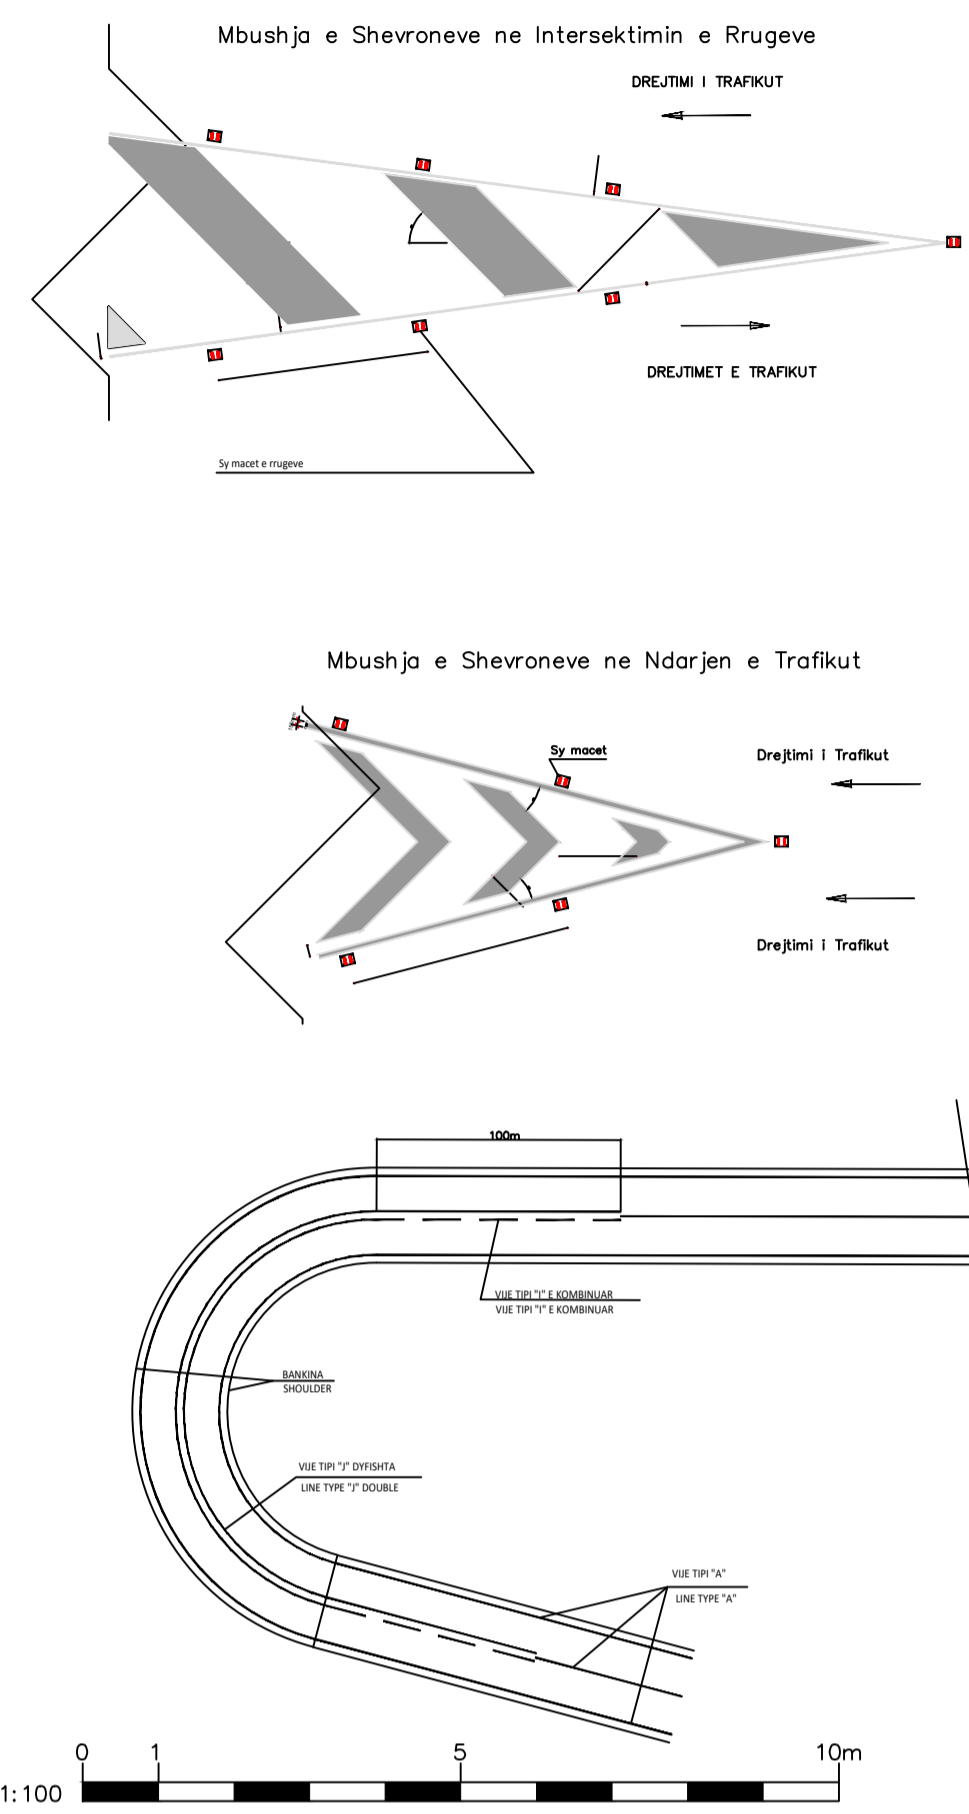 Mbushja e Shevroneve ne Intersektimin e Rrugeve
DREJTIMI I TRAFIKUT
DREJTIMET E TRAFIKUT
Sy macet e rrugeve
Mbushja e Shevroneve ne Ndarjen e Trafikut
Sy macet
Drejtimi i Trafikut
Drejtimi i Trafikut
100m
VIJE TIPI "I" E KOMBINUAR
VIJE TIPI "I" E KOMBINUAR
BANKINA
SHOULDER
VIJE TIPI "J" DYFISHTA
LINE TYPE "J" DOUBLE
VIJE TIPI "A"
LINE TYPE "A"
0 1 5 10m
1:100